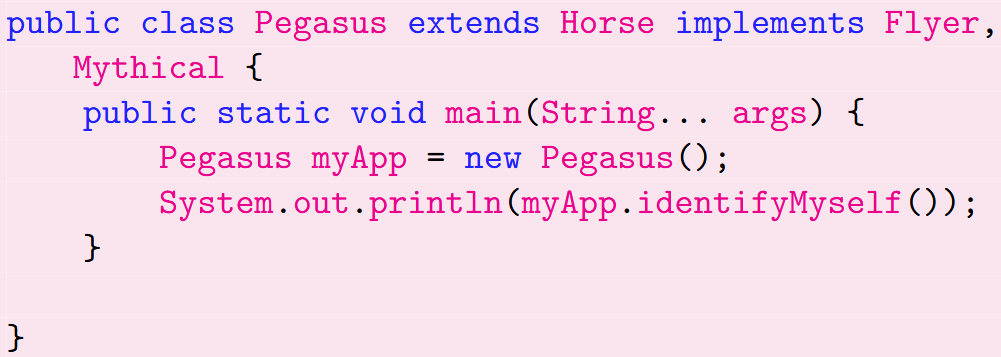 public class Pegasus extends Horse implements Flyer,
Mythical {
public static void main(String... args) {
Pegasus myApp = new Pegasus();
System.out.println(myApp.identifyMyself());
}
}